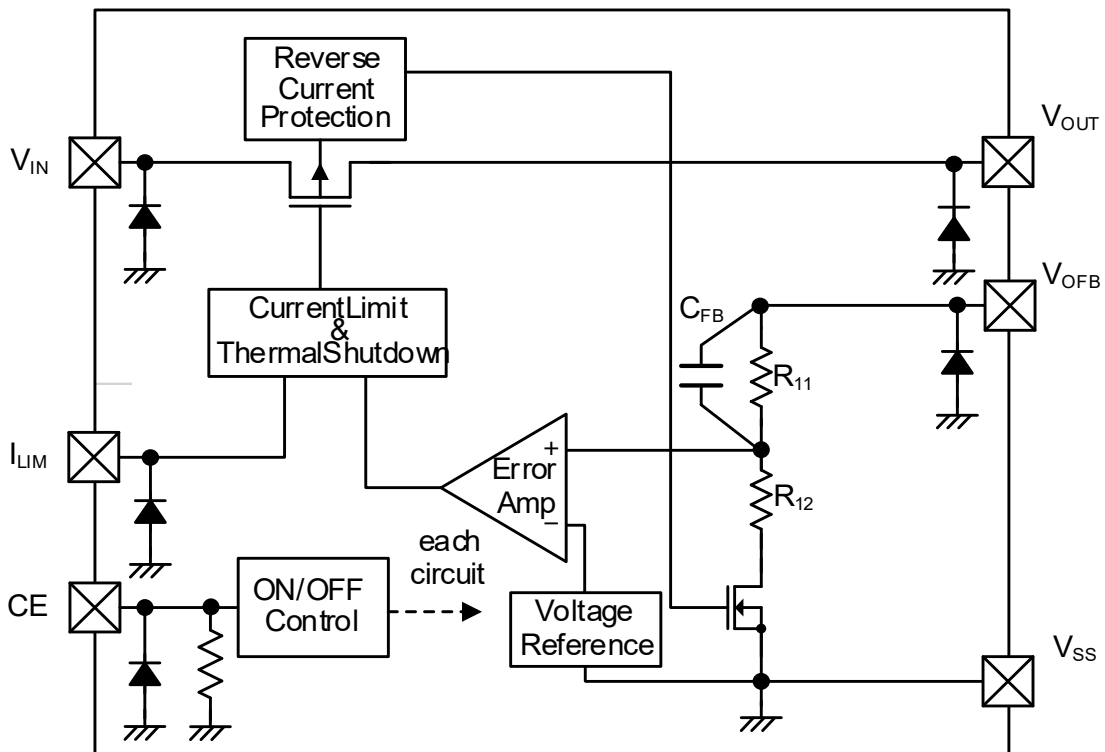 Reverse
Current
Protection
VIN
VOUT
VOFB
CurrentLimit
&
ThermalShutdown
CFB
R11
ILIM
+
Error
Amp
−
R12
each
circuit
CE
ON/OFF
Control
Voltage
Reference
VSS